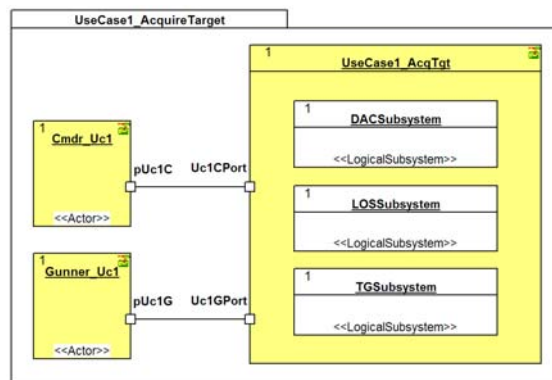 UseCase1_AcquireTarget
1
UseCase1_AcqTgt
1
DACSubsystem
<<LogicalSubsystem>>
1
Cmdr_Uc1
pUc1C
Uc1CPort
<<Actor>>
1
LOSSubsystem
<<LogicalSubsystem>>
1
Gunner_Uc1
pUc1G
Uc1GPort
<<Actor>>
1
TGSubsystem
<<LogicalSubsystem>>